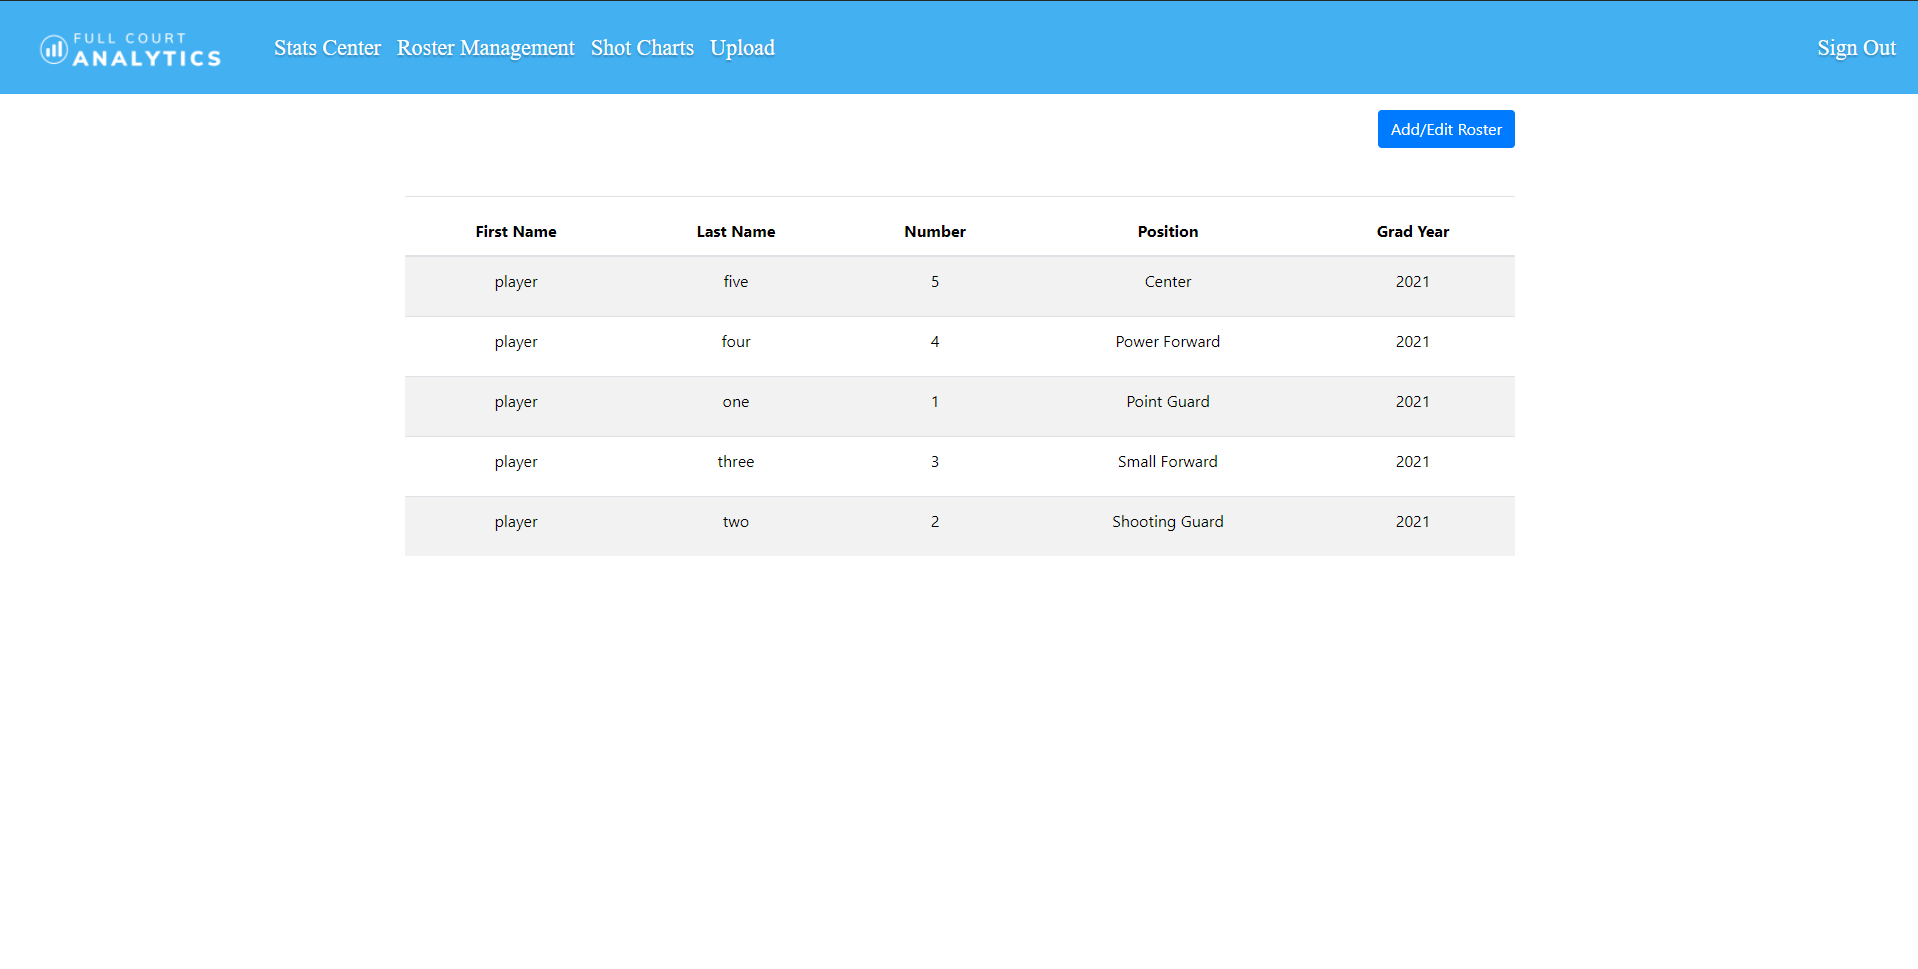 FULL COURT
ANALYTICS
Stats Center Roster Management Shot Charts Upload Sign Out
Add/Edit Roster
First Name Last Name Number Position Grad Year
player five 5 Center 2021
player four 4 Power Forward 2021
player one 1 Point Guard 2021
player three 3 Small Forward 2021
player two 2 Shooting Guard 2021